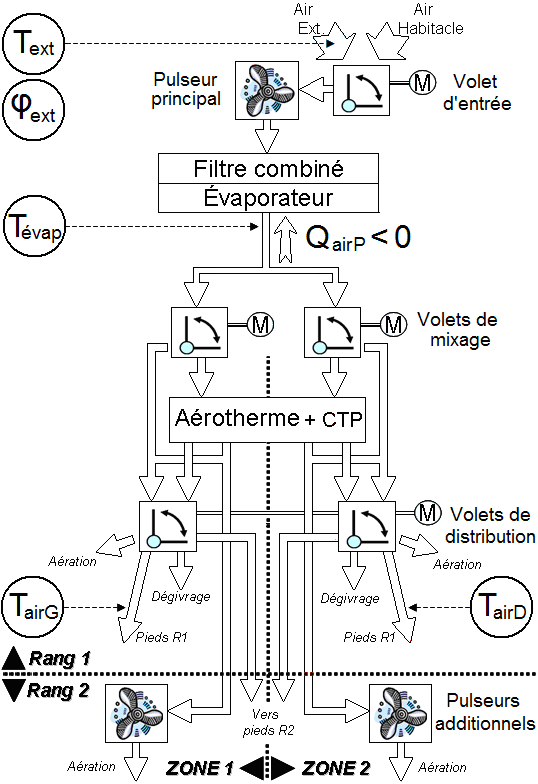 Air
Ext.
Air
Habitacle
Text
φext
Pulseur
principal
M
Volet
d'entrée
Filtre combiné
Évaporateur
Tévap
QairP < 0
M
M
Volets de
mixage
Aérotherme + CTP
M
Volets de
distribution
Aération
Aération
Dégivrage
Dégivrage
TairG
TairD
Pieds R1
Pieds R1
Rang 1
Rang 2
Vers
pieds R2
Pulseurs
additionnels
Aération
ZONE 1
ZONE 2
Aération